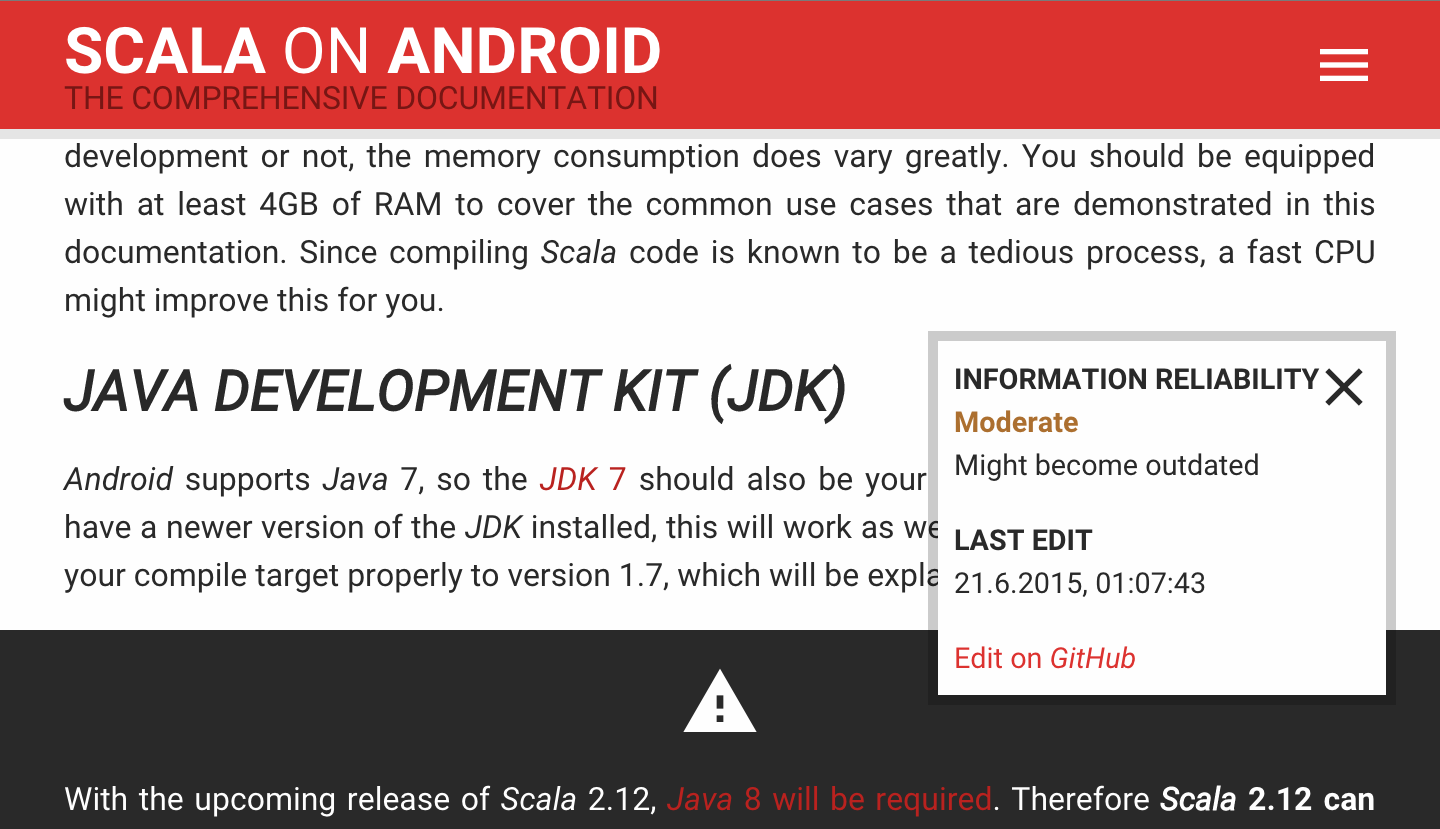 SCALA ON ANDROID
THE COMPREHENSIVE DOCUMENTATION
development or not, the memory consumption does vary greatly. You should be equipped
with at least 4GB of RAM to cover the common use cases that are demonstrated in this
documentation. Since compiling Scala code is known to be a tedious process, a fast CPU
might improve this for you.
JAVA DEVELOPMENT KIT (JDK)
Android supports Java 7, so the JDK 7 should also be your
have a newer version of the JDK installed, this will work as
your compile target properly to version 1.7, which will be
INFORMATION RELIABILITY
Moderate
Might become outdated
LAST EDIT
21.6.2015, 01:07:43
Edit on GitHub
With the upcoming release of Scala 2.12, Java 8 will be required. Therefore Scala 2.12 can